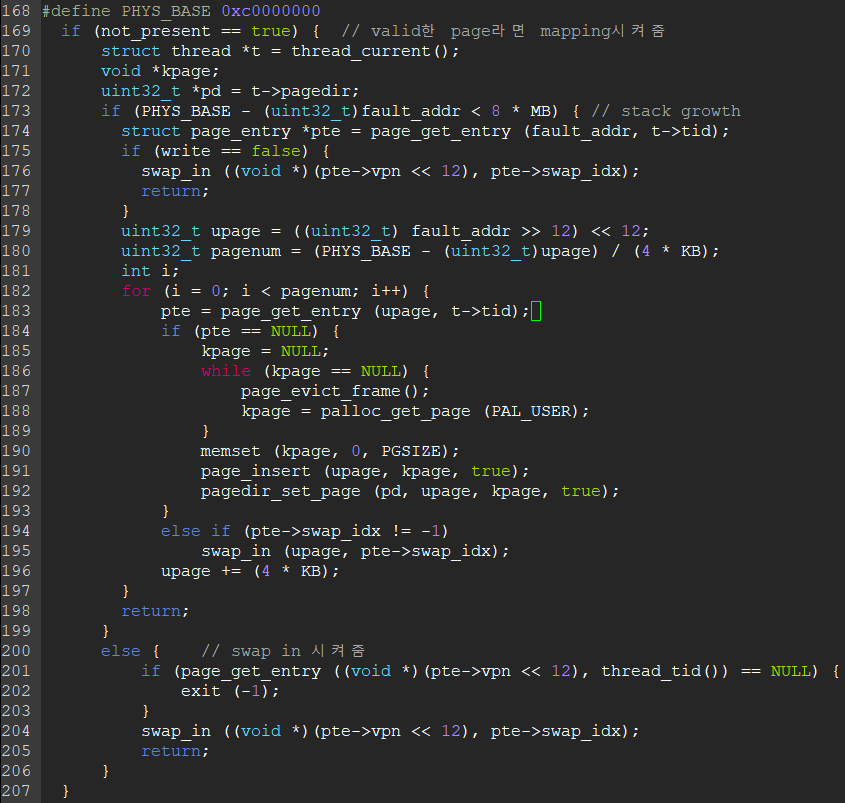 168 #define PHYS_BASE 0xc0000000
169   if (not_present == true) {  // valid한 page라면 mapping시켜줌
170       struct thread *t = thread_current();
171       void *kpage;
172       uint32_t *pd = t->pagedir;
173       if (PHYS_BASE - (uint32_t)fault_addr < 8 * MB) { // stack growth
174         struct page_entry *pte = page_get_entry (fault_addr, t->tid);
175         if (write == false) {
176           swap_in ((void *)(pte->vpn << 12), pte->swap_idx);
177           return;
178         }
179         uint32_t upage = ((uint32_t) fault_addr >> 12) << 12;
180         uint32_t pagenum = (PHYS_BASE - (uint32_t)upage) / (4 * KB);
181         int i;
182         for (i = 0; i < pagenum; i++) {
183             pte = page_get_entry (upage, t->tid);
184             if (pte == NULL) {
185                 kpage = NULL;
186                 while (kpage == NULL) {
187                     page_evict_frame();
188                     kpage = palloc_get_page (PAL_USER);
189                 }
190                 memset (kpage, 0, PGSIZE);
191                 page_insert (upage, kpage, true);
192                 pagedir_set_page (pd, upage, kpage, true);
193             }
194             else if (pte->swap_idx != -1)
195                 swap_in (upage, pte->swap_idx);
196             upage += (4 * KB);
197         }
198         return;
199       }
200       else {    // swap in 시켜줌
201           if (page_get_entry ((void *)(pte->vpn << 12), thread_tid()) == NULL) {
202               exit (-1);
203           }
204           swap_in ((void *)(pte->vpn << 12), pte->swap_idx);
205           return;
206       }
207   }